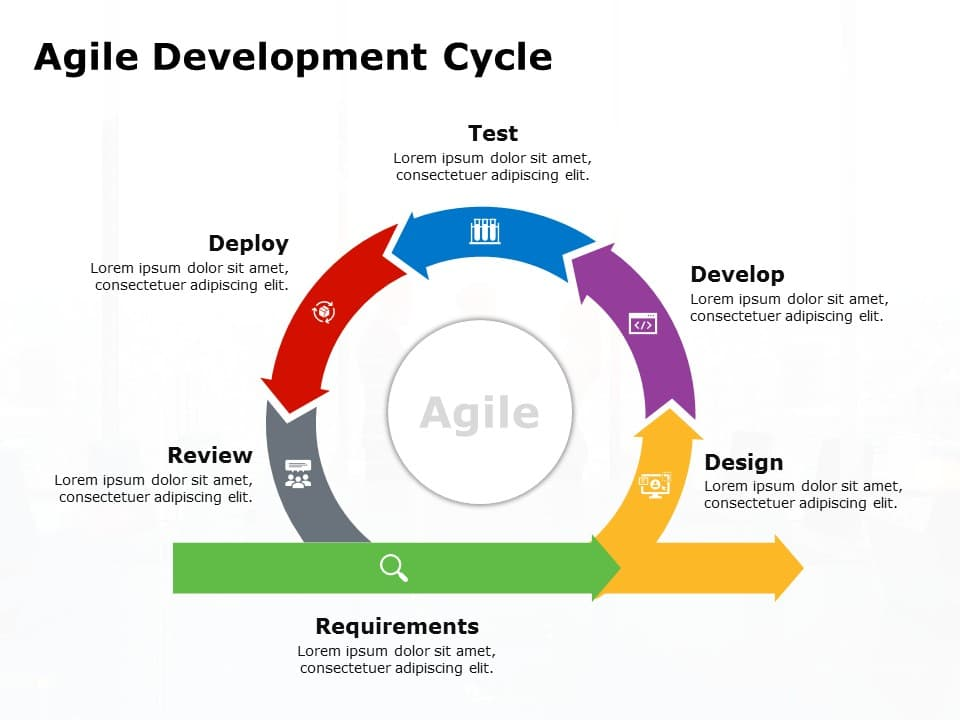 Agile Development Cycle
Test
Lorem ipsum dolor sit amet,
consectetuer adipiscing elit.
Deploy
Lorem ipsum dolor sit amet,
consectetuer adipiscing elit.
Develop
Lorem ipsum dolor sit amet,
consectetuer adipiscing elit.
Agile
Review
Lorem ipsum dolor sit amet,
consectetuer adipiscing elit.
Design
Lorem ipsum dolor sit amet,
consectetuer adipiscing elit.
Requirements
Lorem ipsum dolor sit amet,
consectetuer adipiscing elit.